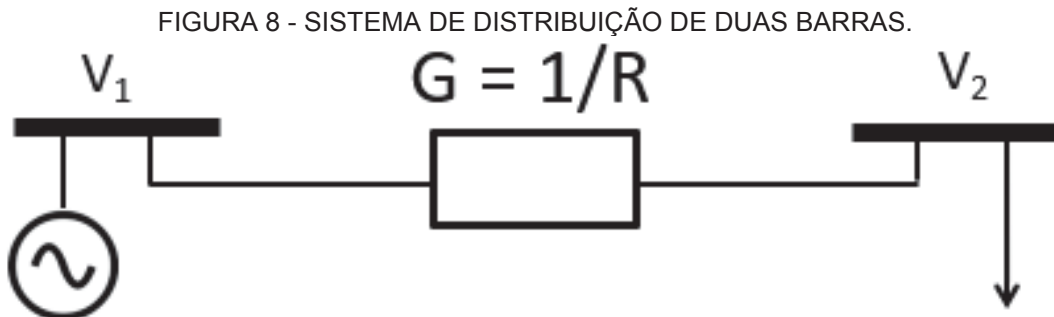 FIGURA 8 - SISTEMA DE DISTRIBUIÇÃO DE DUAS BARRAS.
V₁ G = 1/R V₂